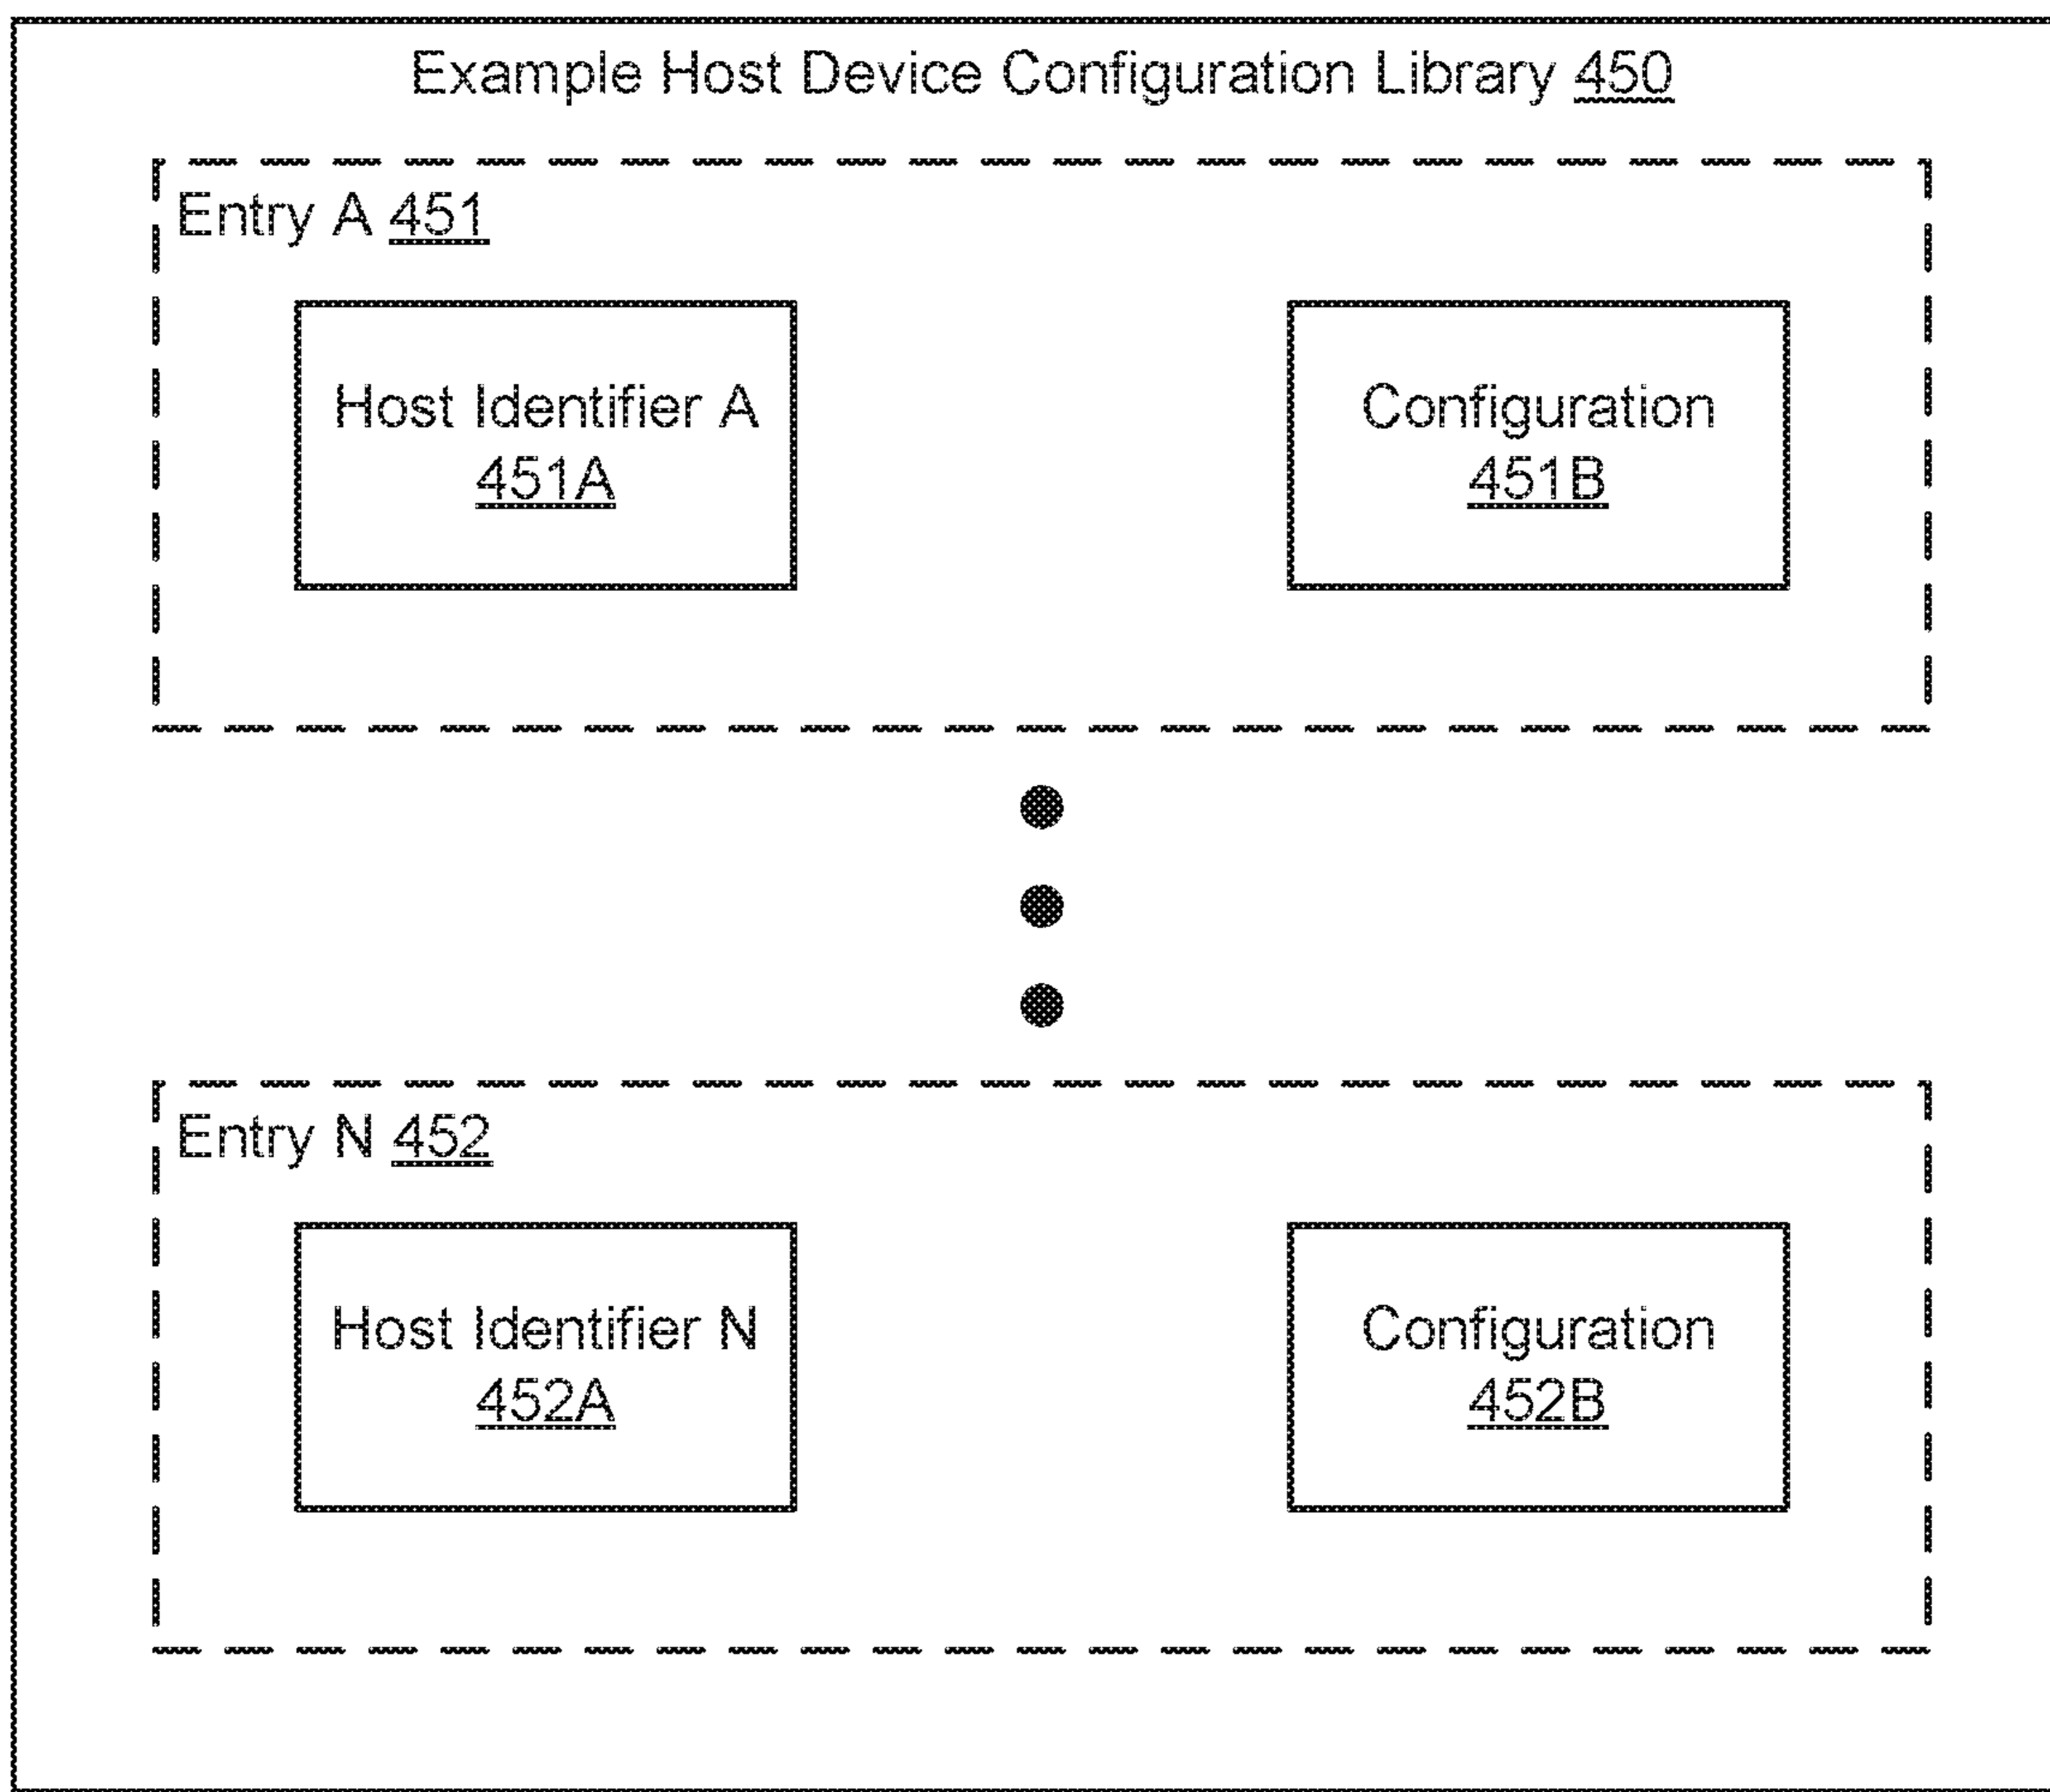 Example Host Device Configuration Library 450
Entry A 451
Host Identifier A
451A
Configuration
451B
Entry N 452
Host Identifier N
452A
Configuration
452B